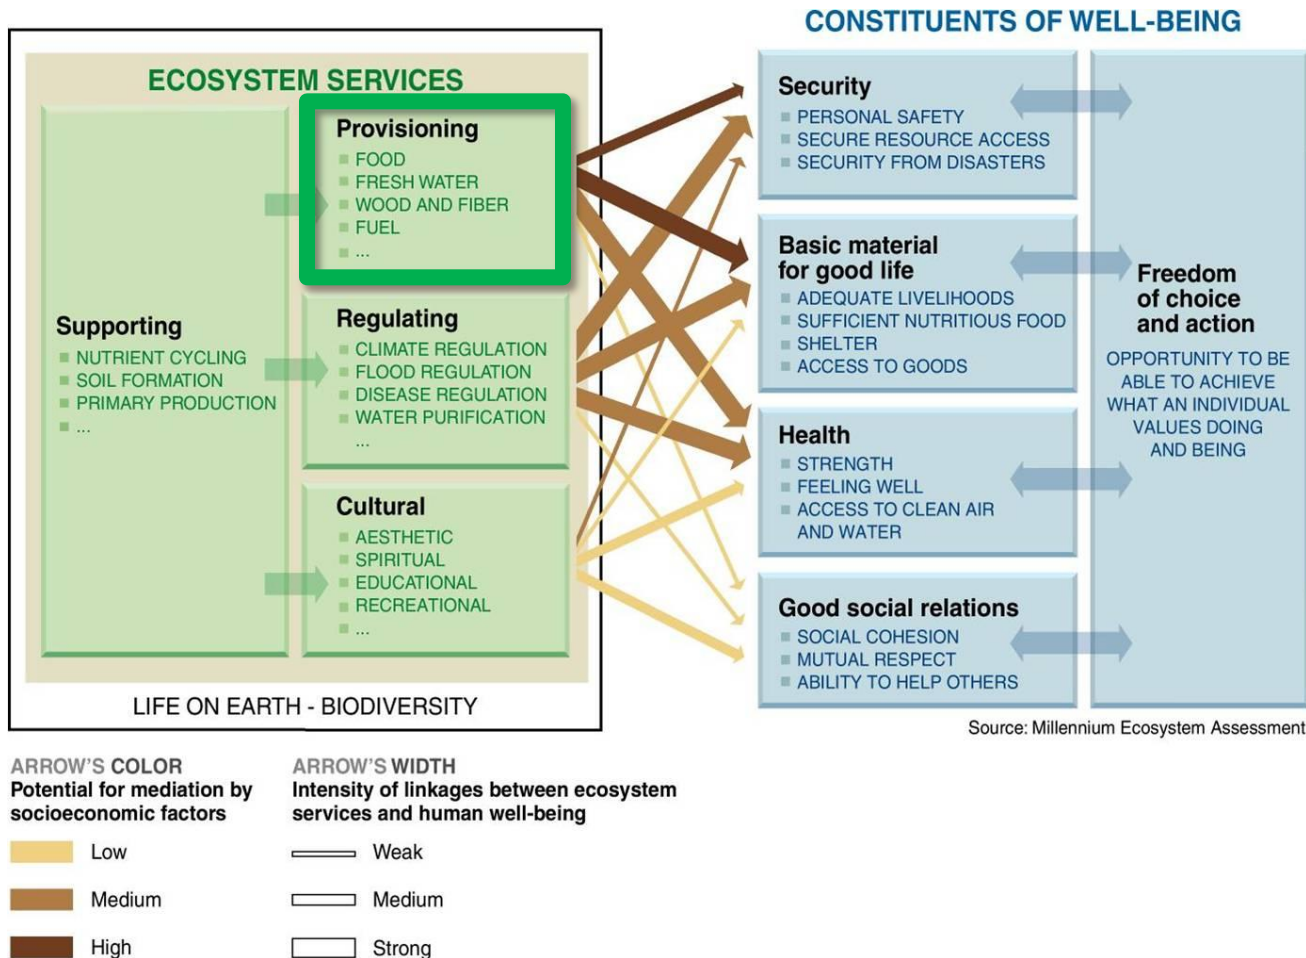 CONSTITUENTS OF WELL-BEING
ECOSYSTEM SERVICES
Supporting
NUTRIENT CYCLING
SOIL FORMATION
PRIMARY PRODUCTION
...
Provisioning
FOOD
FRESH WATER
WOOD AND FIBER
FUEL
...
Regulating
CLIMATE REGULATION
FLOOD REGULATION
DISEASE REGULATION
WATER PURIFICATION
...
Cultural
AESTHETIC
SPIRITUAL
EDUCATIONAL
RECREATIONAL
...
LIFE ON EARTH - BIODIVERSITY
Security
PERSONAL SAFETY
SECURE RESOURCE ACCESS
SECURITY FROM DISASTERS
Basic material
for good life
ADEQUATE LIVELIHOODS
SUFFICIENT NUTRITIOUS FOOD
SHELTER
ACCESS TO GOODS
Health
STRENGTH
FEELING WELL
ACCESS TO CLEAN AIR
AND WATER
Good social relations
SOCIAL COHESION
MUTUAL RESPECT
ABILITY TO HELP OTHERS
Freedom
of choice
and action
OPPORTUNITY TO BE
ABLE TO ACHIEVE
WHAT AN INDIVIDUAL
VALUES DOING
AND BEING
Source: Millennium Ecosystem Assessment
ARROW'S COLOR
Potential for mediation by
socioeconomic factors
Low
Medium
High
ARROW'S WIDTH
Intensity of linkages between ecosystem
services and human well-being
Weak
Medium
Strong